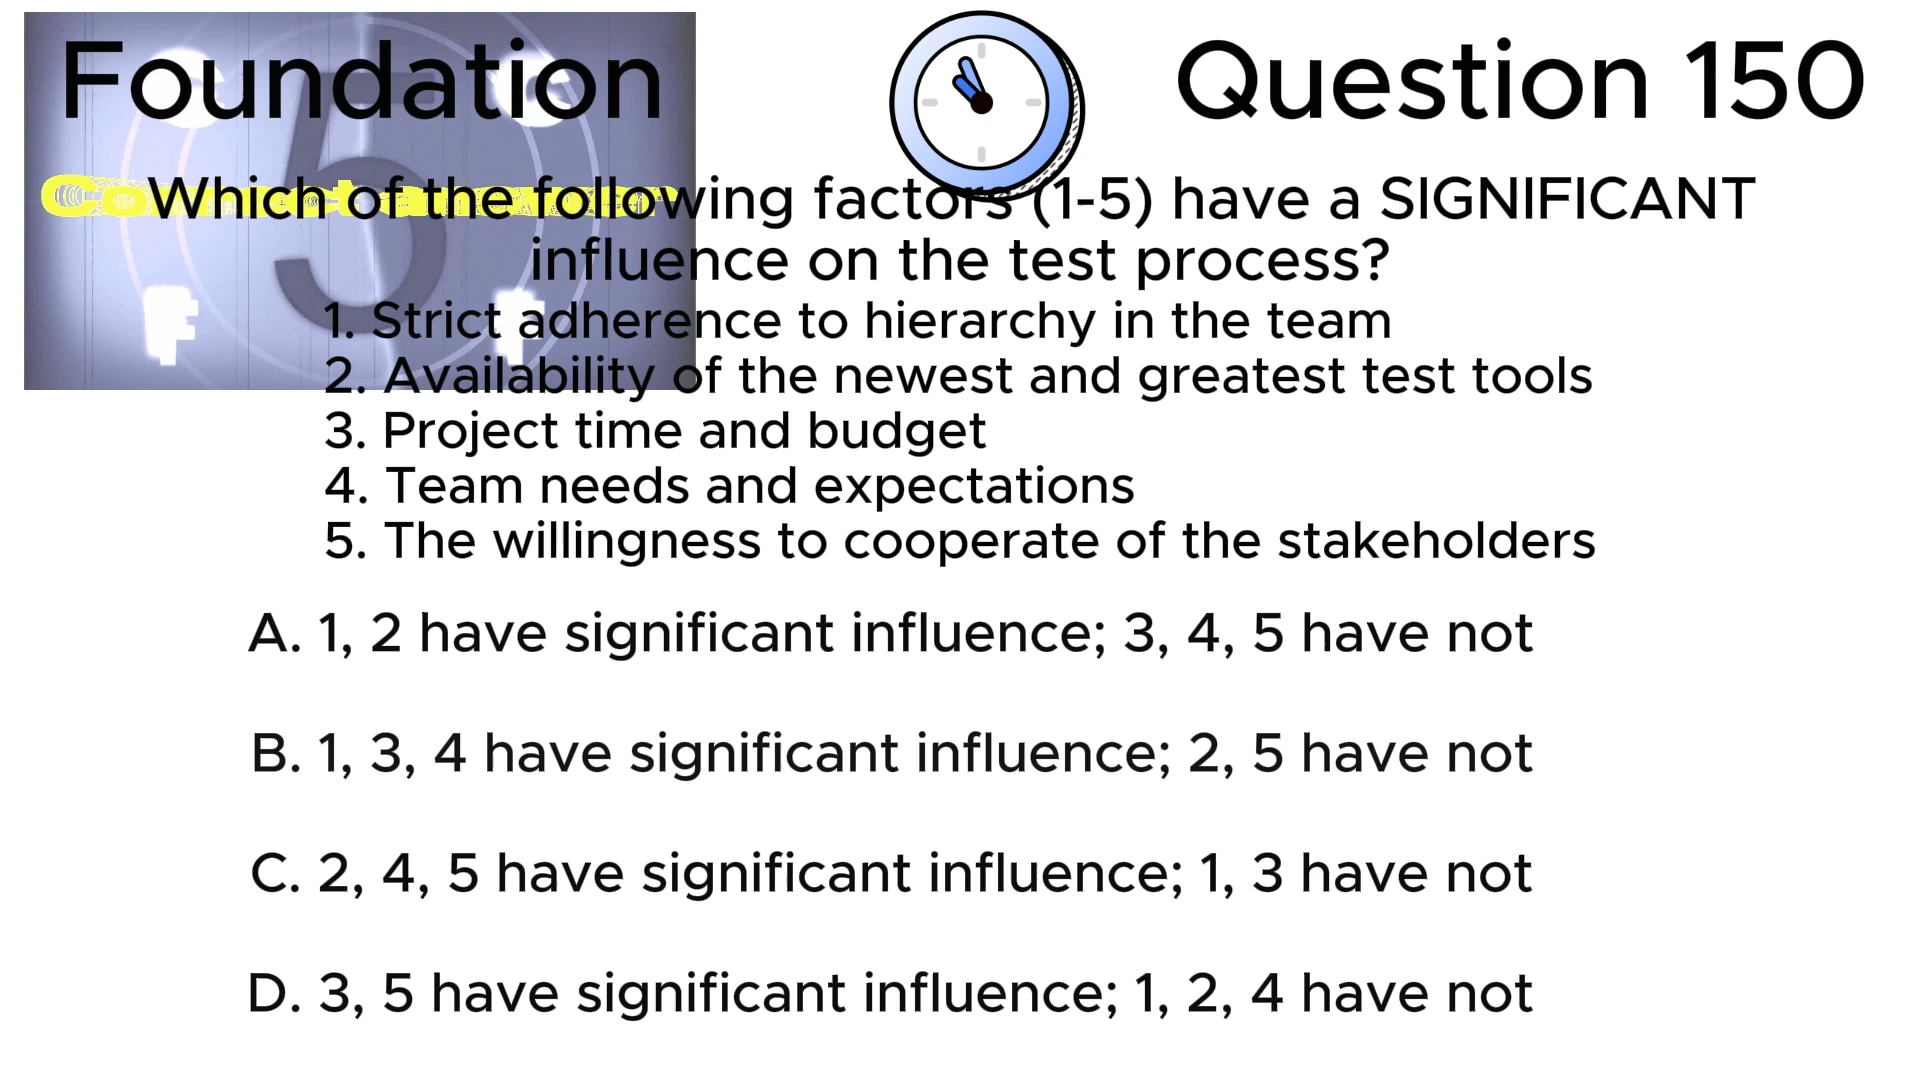 Foundation
Question 150
Which of the following factors (1-5) have a SIGNIFICANT
influence on the test process?
1. Strict adherence to hierarchy in the team
2. Availability of the newest and greatest test tools
3. Project time and budget
4. Team needs and expectations
5. The willingness to cooperate of the stakeholders
A. 1, 2 have significant influence; 3, 4, 5 have not
B. 1, 3, 4 have significant influence; 2, 5 have not
C. 2, 4, 5 have significant influence; 1, 3 have not
D. 3, 5 have significant influence; 1, 2, 4 have not
5